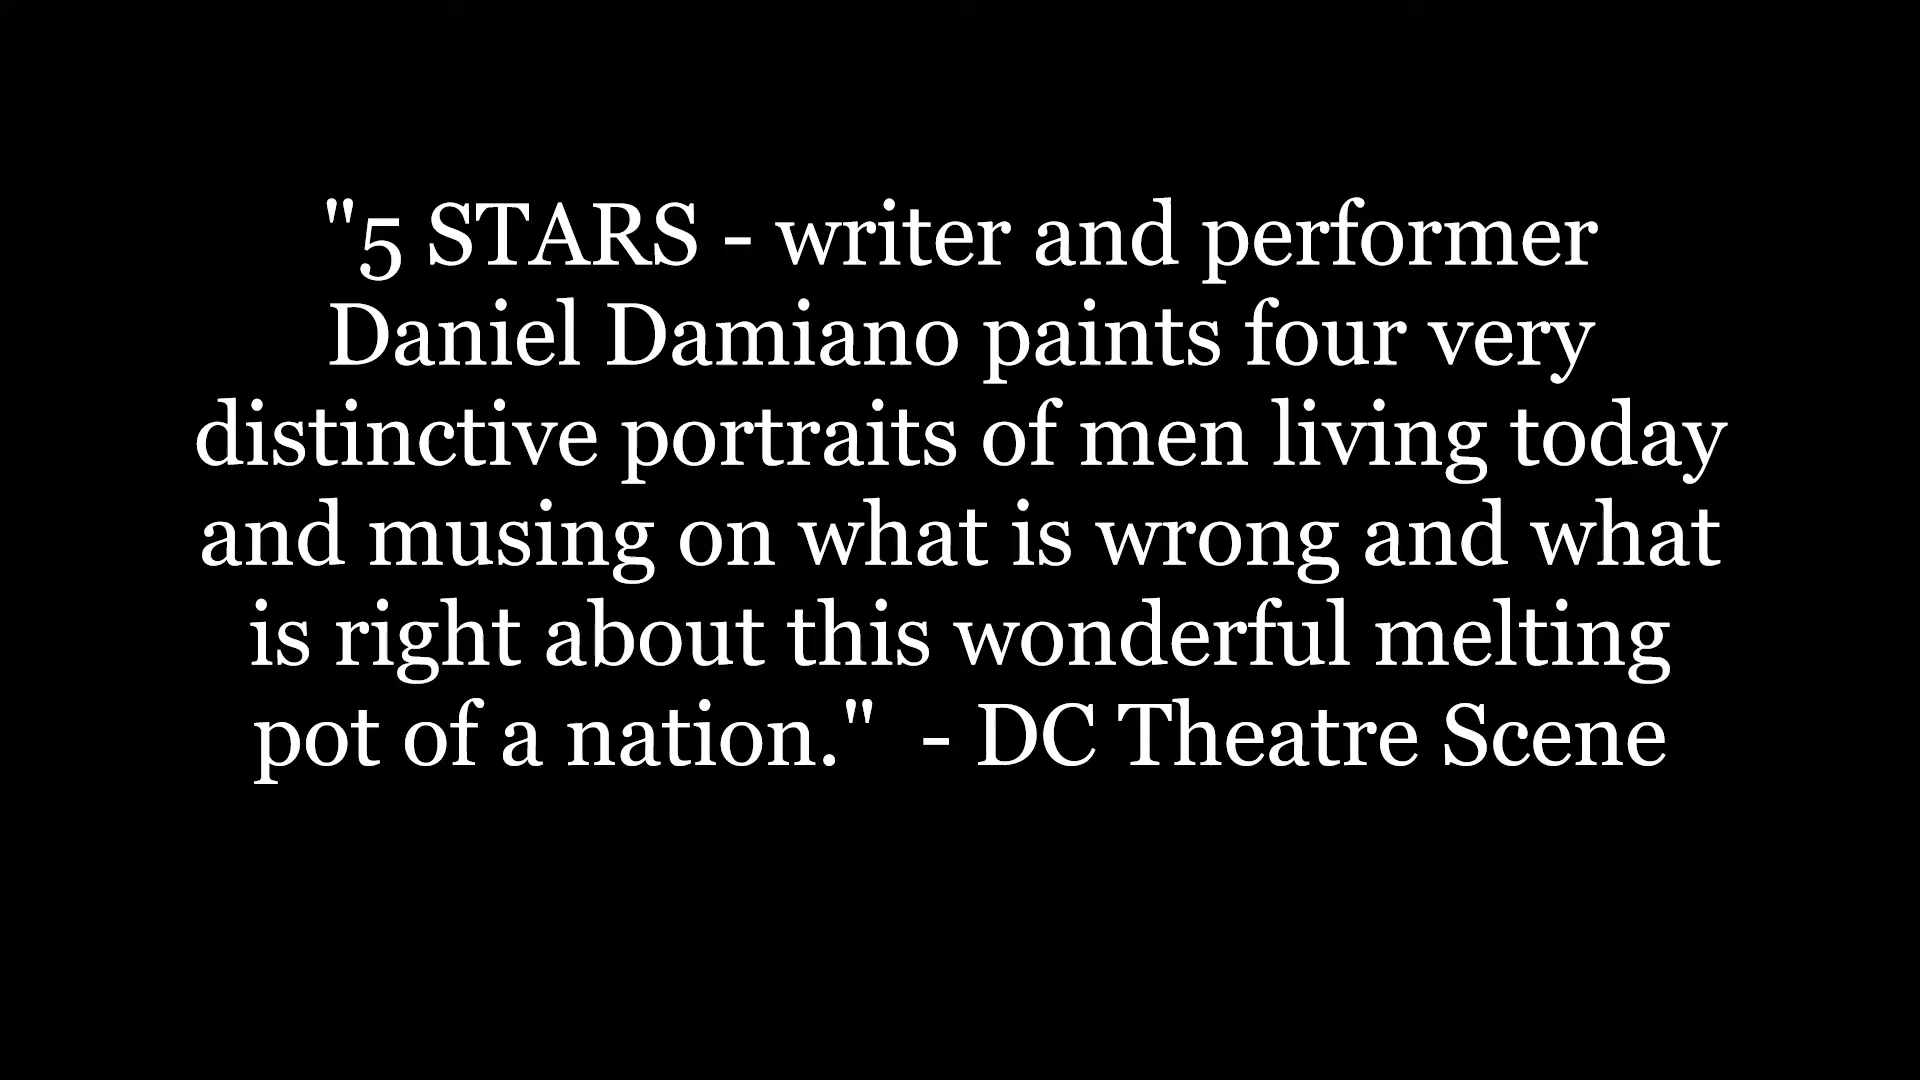 "5 STARS - writer and performer
Daniel Damiano paints four very
distinctive portraits of men living today
and musing on what is wrong and what
is right about this wonderful melting
pot of a nation."  - DC Theatre Scene